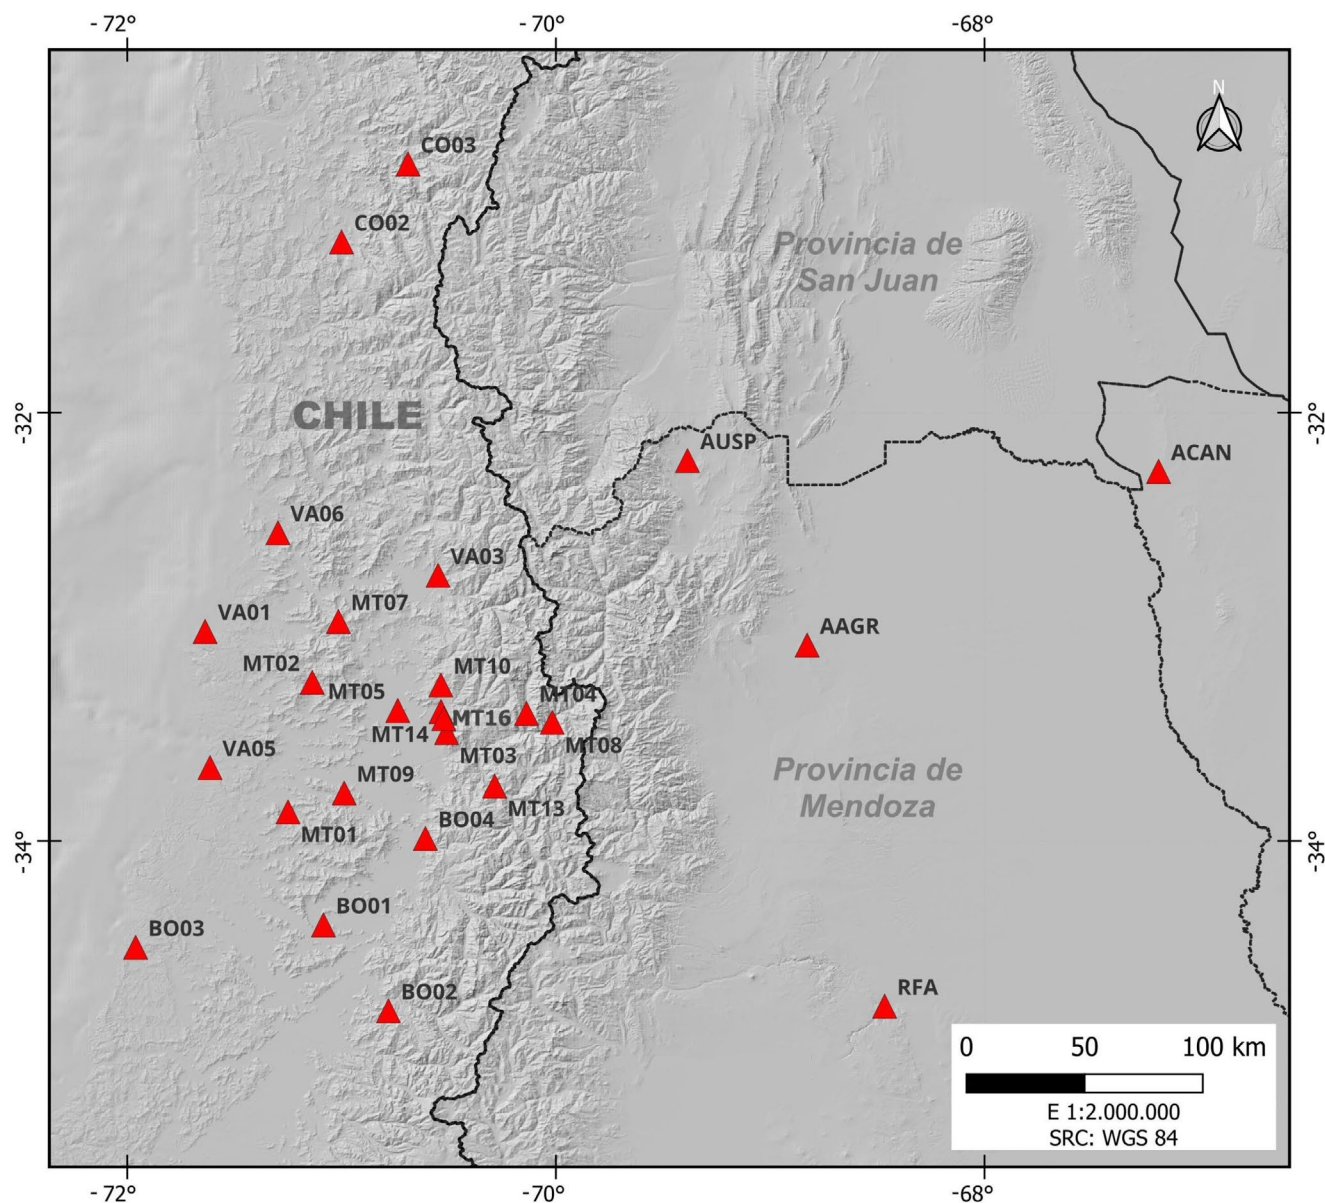 -72°
-70°
-68°
N
CO03
CO02
Provincia de
San Juan
-32°
CHILE
-32°
AUSP
ACAN
VA06
VA03
MT07
VA01
AAGR
MT02
MT10
MT05
MT04
MT16
MT14
MT08
VA05
MT03
MT09
Provincia de
Mendoza
MT13
BO04
MT01
-34°
-34°
BO01
BO03
BO02
RFA
0 50 100 km
E 1:2.000.000
SRC: WGS 84
-72°
-70°
-68°